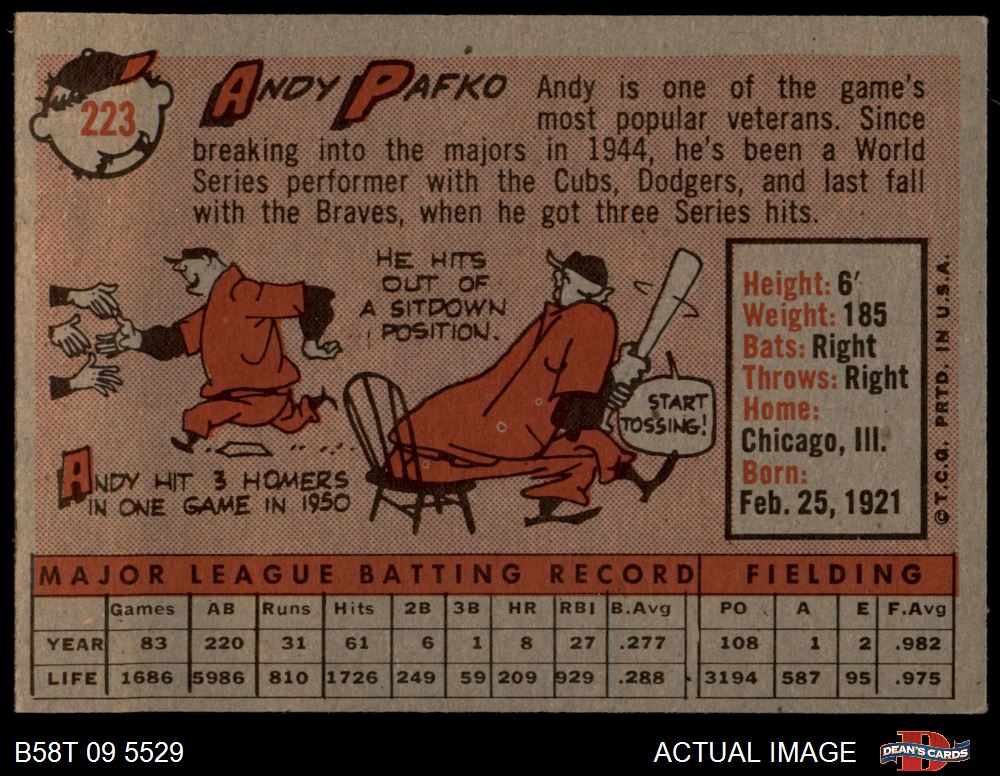 223
ANDY PAFKO
Andy is one of the game's
most popular veterans. Since
breaking into the majors in 1944, he's been a World
Series performer with the Cubs, Dodgers, and last fall
with the Braves, when he got three Series hits.
HE HITS
OUT OF
A SITDOWN
POSITION.
START
TOSSING!
ANDY HIT 3 HOMERS
IN ONE GAME IN 1950
Height: 6'
Weight: 185
Bats: Right
Throws: Right
Home:
Chicago, Ill.
Born:
Feb. 25, 1921
© T.C.G. PRTD. IN U.S.A.
MAJOR LEAGUE BATTING RECORD FIELDING
Games AB Runs Hits 2B 3B HR RBI B.Avg PO A E F.Avg
YEAR 83 220 31 61 6 1 8 27 .277 108 1 2 .982
LIFE 1686 5986 810 1726 249 59 209 929 .288 3194 587 95 .975
B58T 09 5529
ACTUAL IMAGE
DEAN'S CARDS